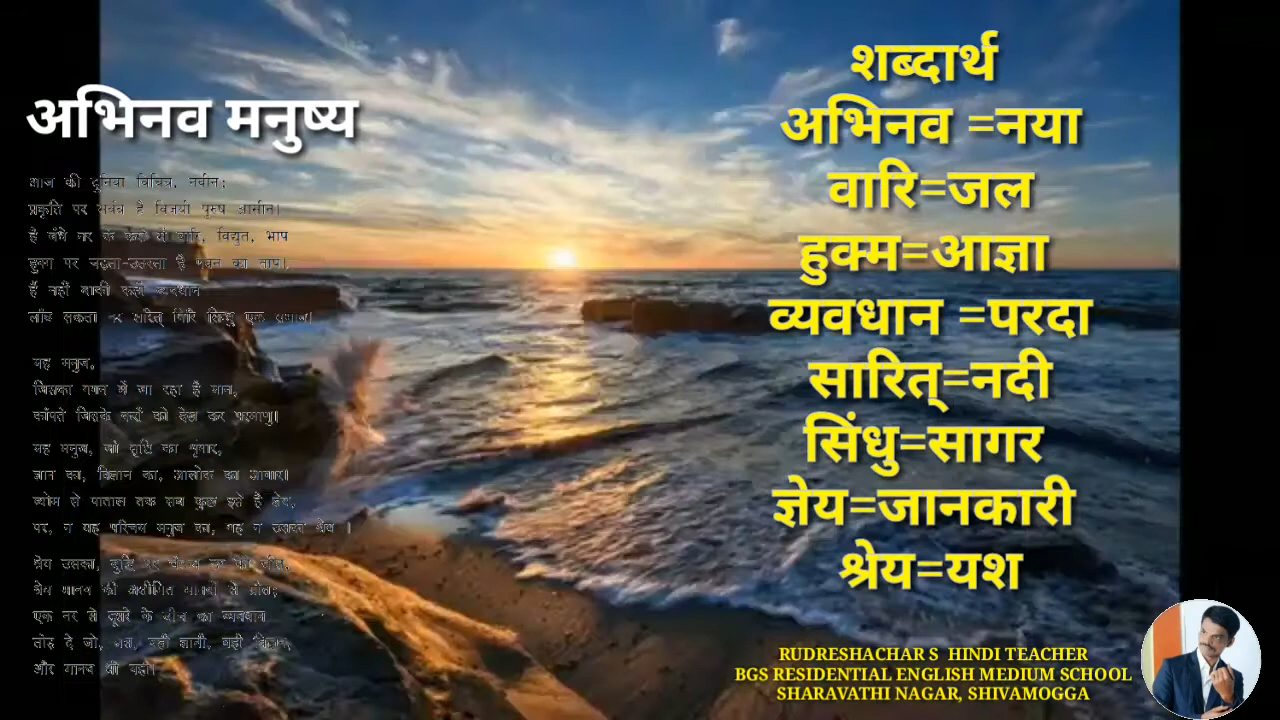 अभिनव मनुष्य
आज की दुनिया विचित्र, नवीन;
प्रकृति पर सर्वत्र है विजयी पुरुष आसीन।
हैं बँधे नर के करों में वारि, विद्युत, भाप
हुक्म पर चढ़ता-उतरता है पवन का ताप।
हैं नहीं बाकी कहीं व्यवधान
लाँघ सकता नर सरित् गिरि सिन्धु एक समान।
यह मनुज,
जिसका गगन में जा रहा है यान,
काँपते जिसके करों को देख कर परमाणु।
यह मनुज, जो सृष्टि का शृंगार,
ज्ञान का, विज्ञान का, आलोक का आगार।
व्योम से पाताल तक सब कुछ इसे है ज्ञेय,
पर, न यह परिचय मनुज का, यह न उसका श्रेय ।
श्रेय उसका, बुद्धि पर चैतन्य उर की जीत,
श्रेय मानव की असीमित मानवों से प्रीत;
एक नर से दूसरे के बीच का व्यवधान
तोड़ दे जो, बस, वही ज्ञानी, वही विद्वान,
और मानव भी वही।
शब्दार्थ
अभिनव =नया
वारि=जल
हुक्म=आज्ञा
व्यवधान =परदा
सारित्=नदी
सिंधु=सागर
ज्ञेय=जानकारी
श्रेय=यश
RUDRESHACHAR S HINDI TEACHER
BGS RESIDENTIAL ENGLISH MEDIUM SCHOOL
SHARAVATHI NAGAR, SHIVAMOGGA